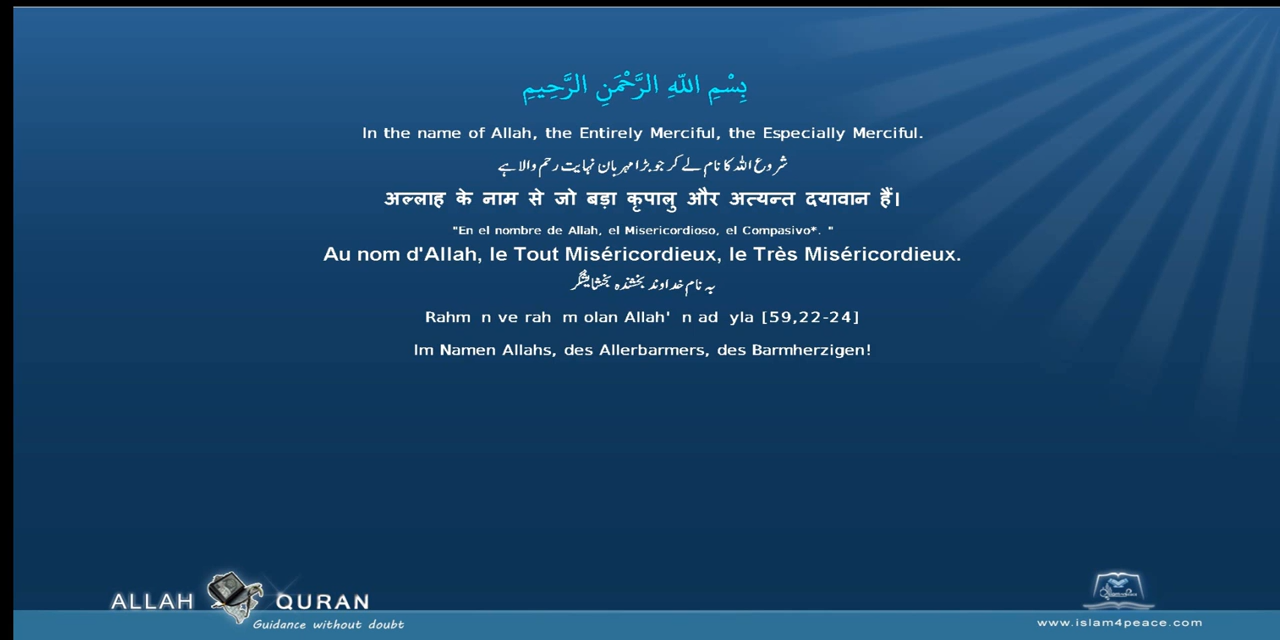 بِسْمِ اللّهِ الرَّحْمَنِ الرَّحِيمِ
In the name of Allah, the Entirely Merciful, the Especially Merciful.
شروع الله کا نام لے کر جو بڑا مہربان نہایت رحم والا ہے
अल्लाह के नाम से जो बड़ा कृपालु और अत्यन्त दयावान हैं।
"En el nombre de Allah, el Misericordioso, el Compasivo*. "
Au nom d'Allah, le Tout Miséricordieux, le Très Miséricordieux.
به نام خداوند بخشنده بخشایشگر
Rahm n ve rah m olan Allah' n ad yla [59,22-24]
Im Namen Allahs, des Allerbarmers, des Barmherzigen!
ALLAH QURAN
Guidance without doubt
www.islam4peace.com